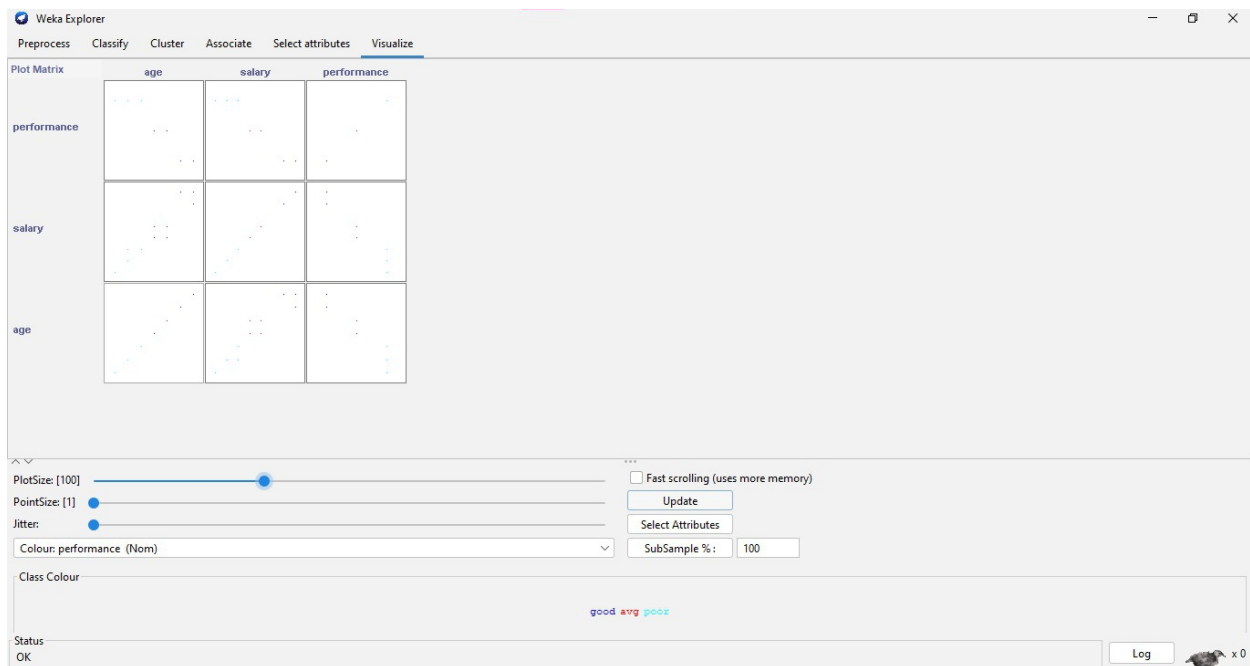 Weka Explorer
Preprocess Classify Cluster Associate Select attributes Visualize
Plot Matrix age salary performance
performance
salary
age
PlotSize: [100]
Fast scrolling (uses more memory)
PointSize: [1]
Update
Jitter:
Select Attributes
Colour: performance (Nom)
SubSample % : 100
Class Colour
good avg poor
Status
OK
Log
x 0